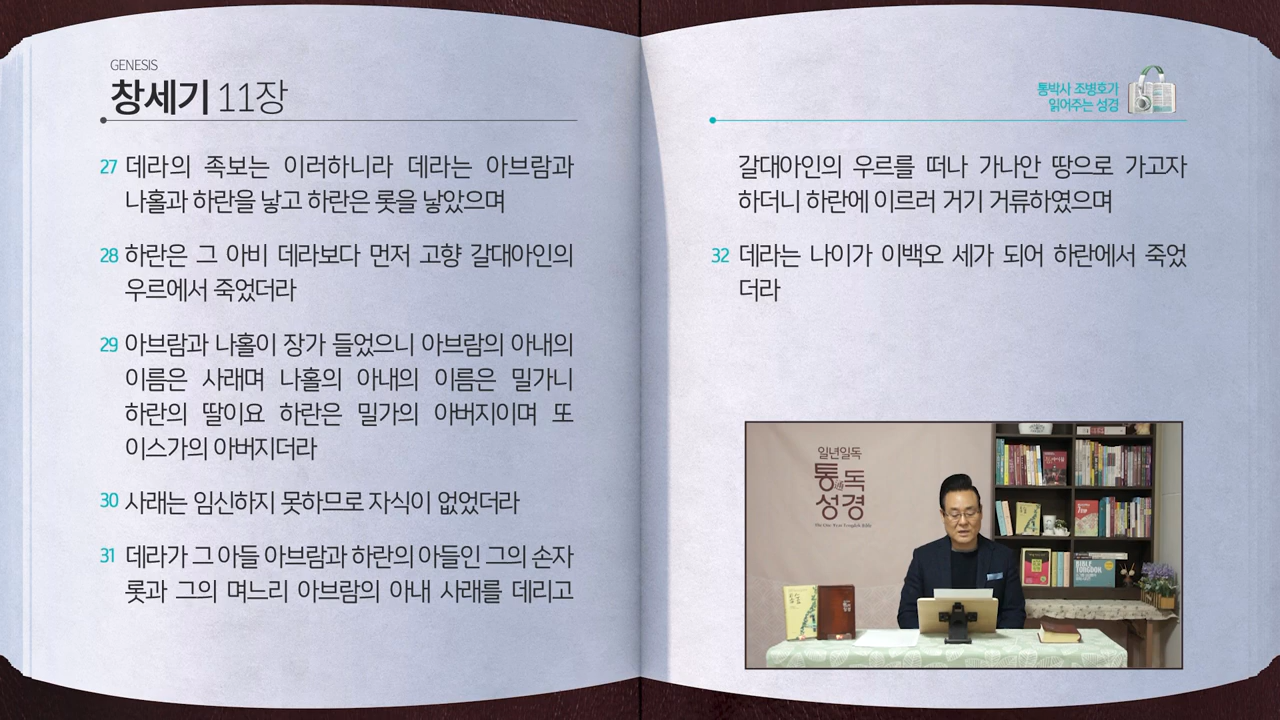 GENESIS
창세기 11장
27 데라의 족보는 이러하니라 데라는 아브람과
나홀과 하란을 낳고 하란은 롯을 낳았으며
28 하란은 그 아비 데라보다 먼저 고향 갈대아인의
우르에서 죽었더라
29 아브람과 나홀이 장가 들었으니 아브람의 아내의
이름은 사래며 나홀의 아내의 이름은 밀가니
하란의 딸이요 하란은 밀가의 아버지이며 또
이스가의 아버지더라
30 사래는 임신하지 못하므로 자식이 없었더라
31 데라가 그 아들 아브람과 하란의 아들인 그의 손자
롯과 그의 며느리 아브람의 아내 사래를 데리고
통박사 조병호가
읽어주는 성경
갈대아인의 우르를 떠나 가나안 땅으로 가고자
하더니 하란에 이르러 거기 거류하였으며
32 데라는 나이가 이백오 세가 되어 하란에서 죽었
더라
일년일독
통독
성경
The One Year Tongdok Bible
BIBLE
TONGDOK